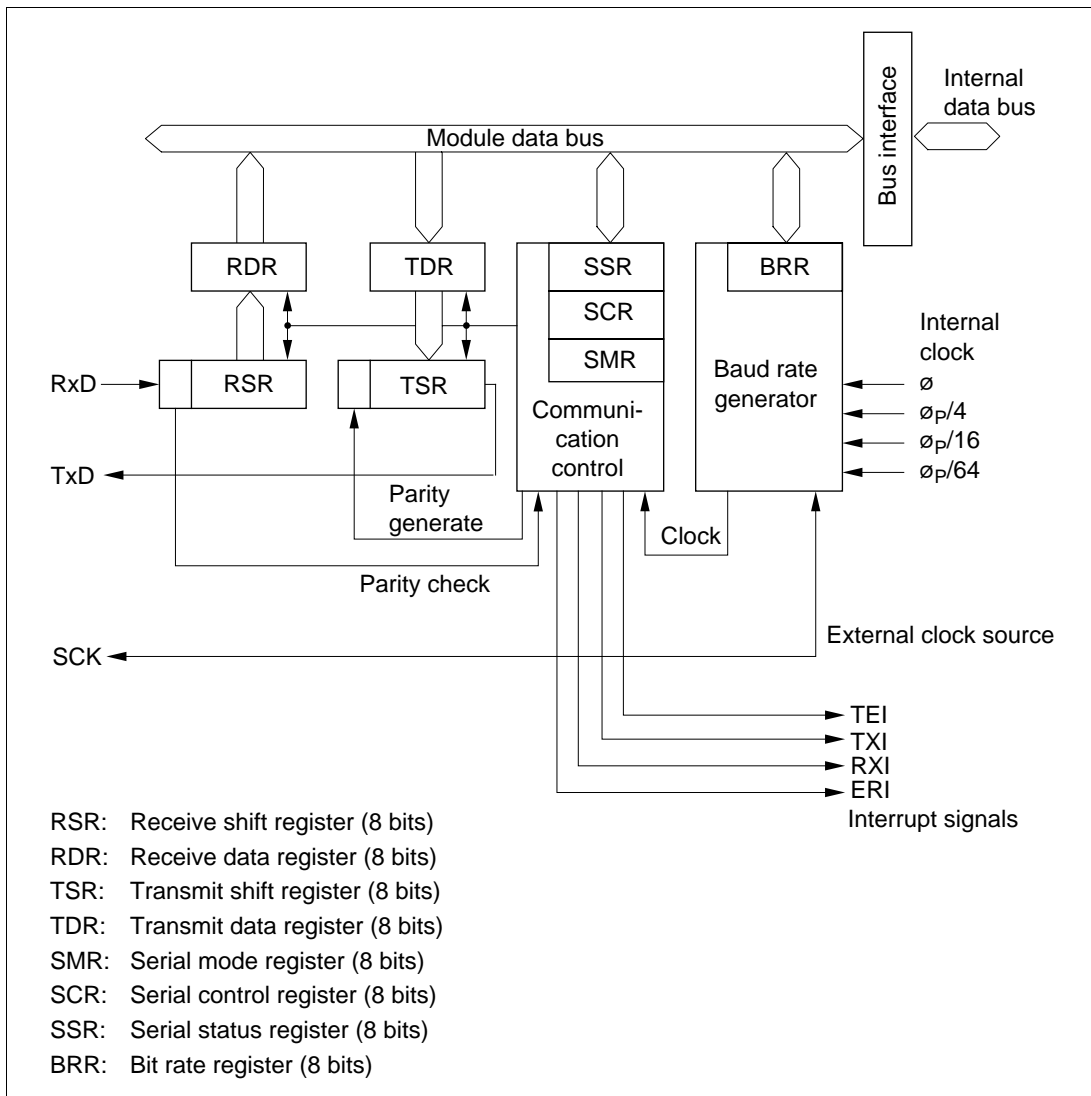 Internal
data bus
Bus interface
Module data bus
RDR
TDR
SSR
BRR
SCR
SMR
RSR
TSR
RxD
TxD
Communi-
cation
control
Baud rate
generator
Internal
clock
ø
øP/4
øP/16
øP/64
Parity
generate
Clock
Parity check
External clock source
SCK
TEI
TXI
RXI
ERI
Interrupt signals
RSR: Receive shift register (8 bits)
RDR: Receive data register (8 bits)
TSR: Transmit shift register (8 bits)
TDR: Transmit data register (8 bits)
SMR: Serial mode register (8 bits)
SCR: Serial control register (8 bits)
SSR: Serial status register (8 bits)
BRR: Bit rate register (8 bits)